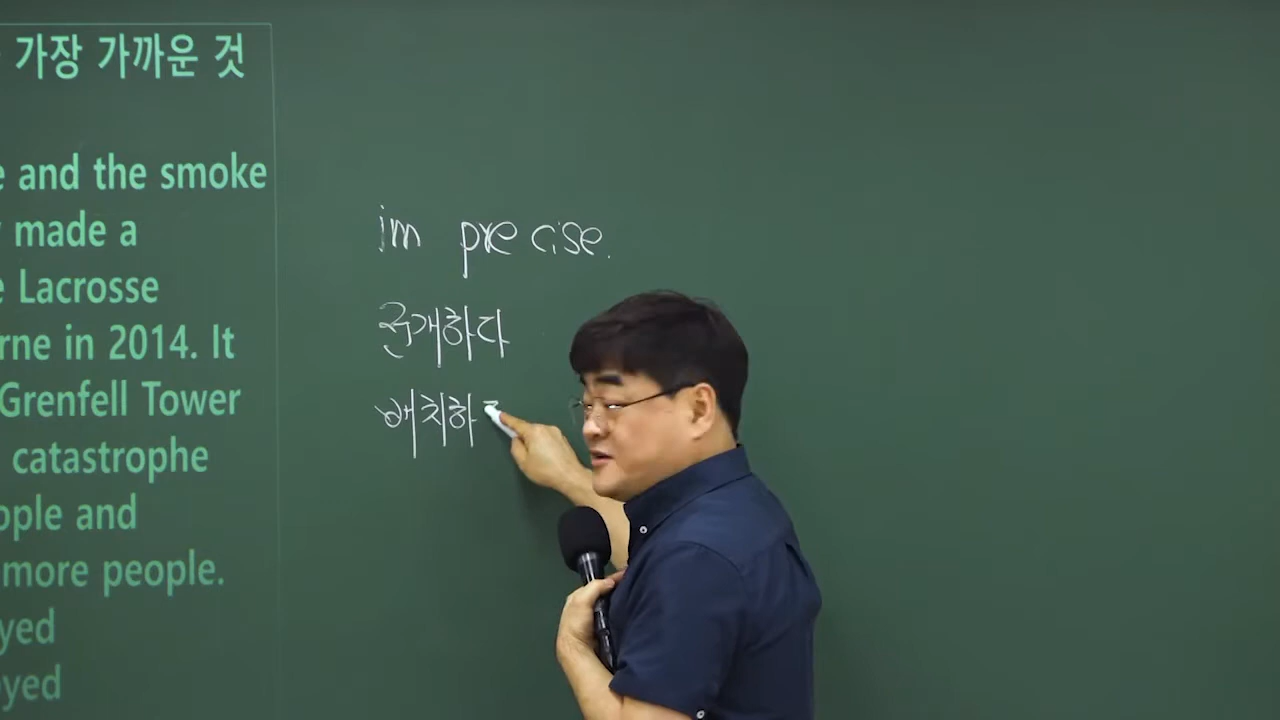 가장 가까운 것
and the smoke
made a
Lacrosse
rne in 2014. It
Grenfell Tower
catastrophe
ople and
more people.
yed
oyed
im precise.
전개하다
배치하